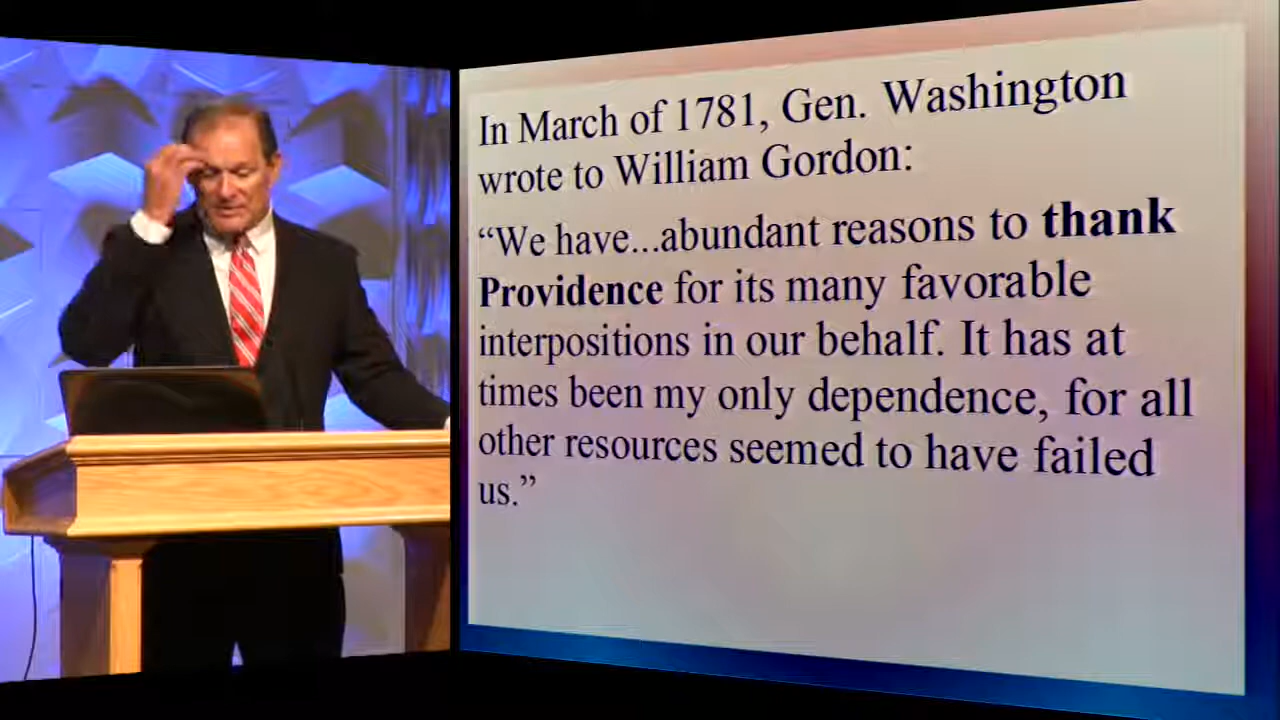 In March of 1781, Gen. Washington
wrote to William Gordon:
“We have...abundant reasons to thank
Providence for its many favorable
interpositions in our behalf. It has at
times been my only dependence, for all
other resources seemed to have failed
us.”